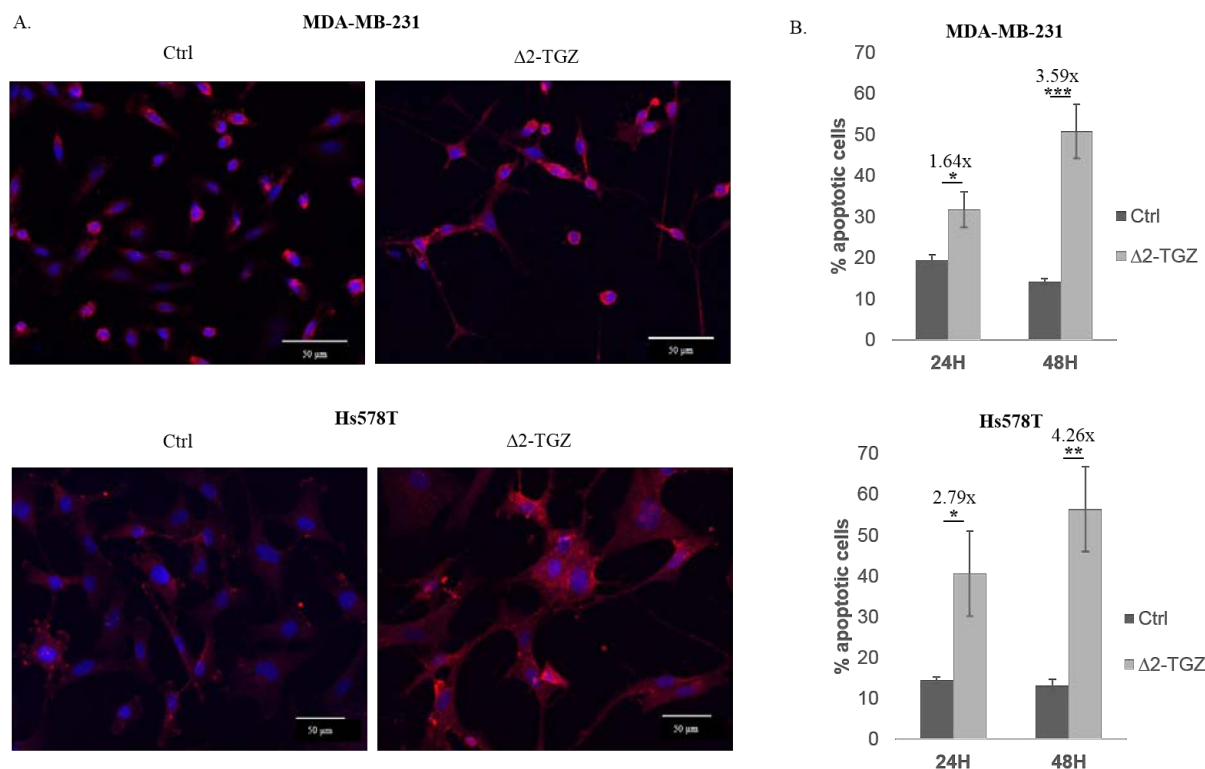 A.
MDA-MB-231
Ctrl
Δ2-TGZ
50 µm
50 µm
Hs578T
Ctrl
Δ2-TGZ
50 µm
50 µm
B.
MDA-MB-231
% apoptotic cells
70
60
50
40
30
20
10
0
1.64x
*
3.59x
***
24H
48H
Ctrl
Δ2-TGZ
Hs578T
% apoptotic cells
70
60
50
40
30
20
10
0
2.79x
*
4.26x
**
24H
48H
Ctrl
Δ2-TGZ